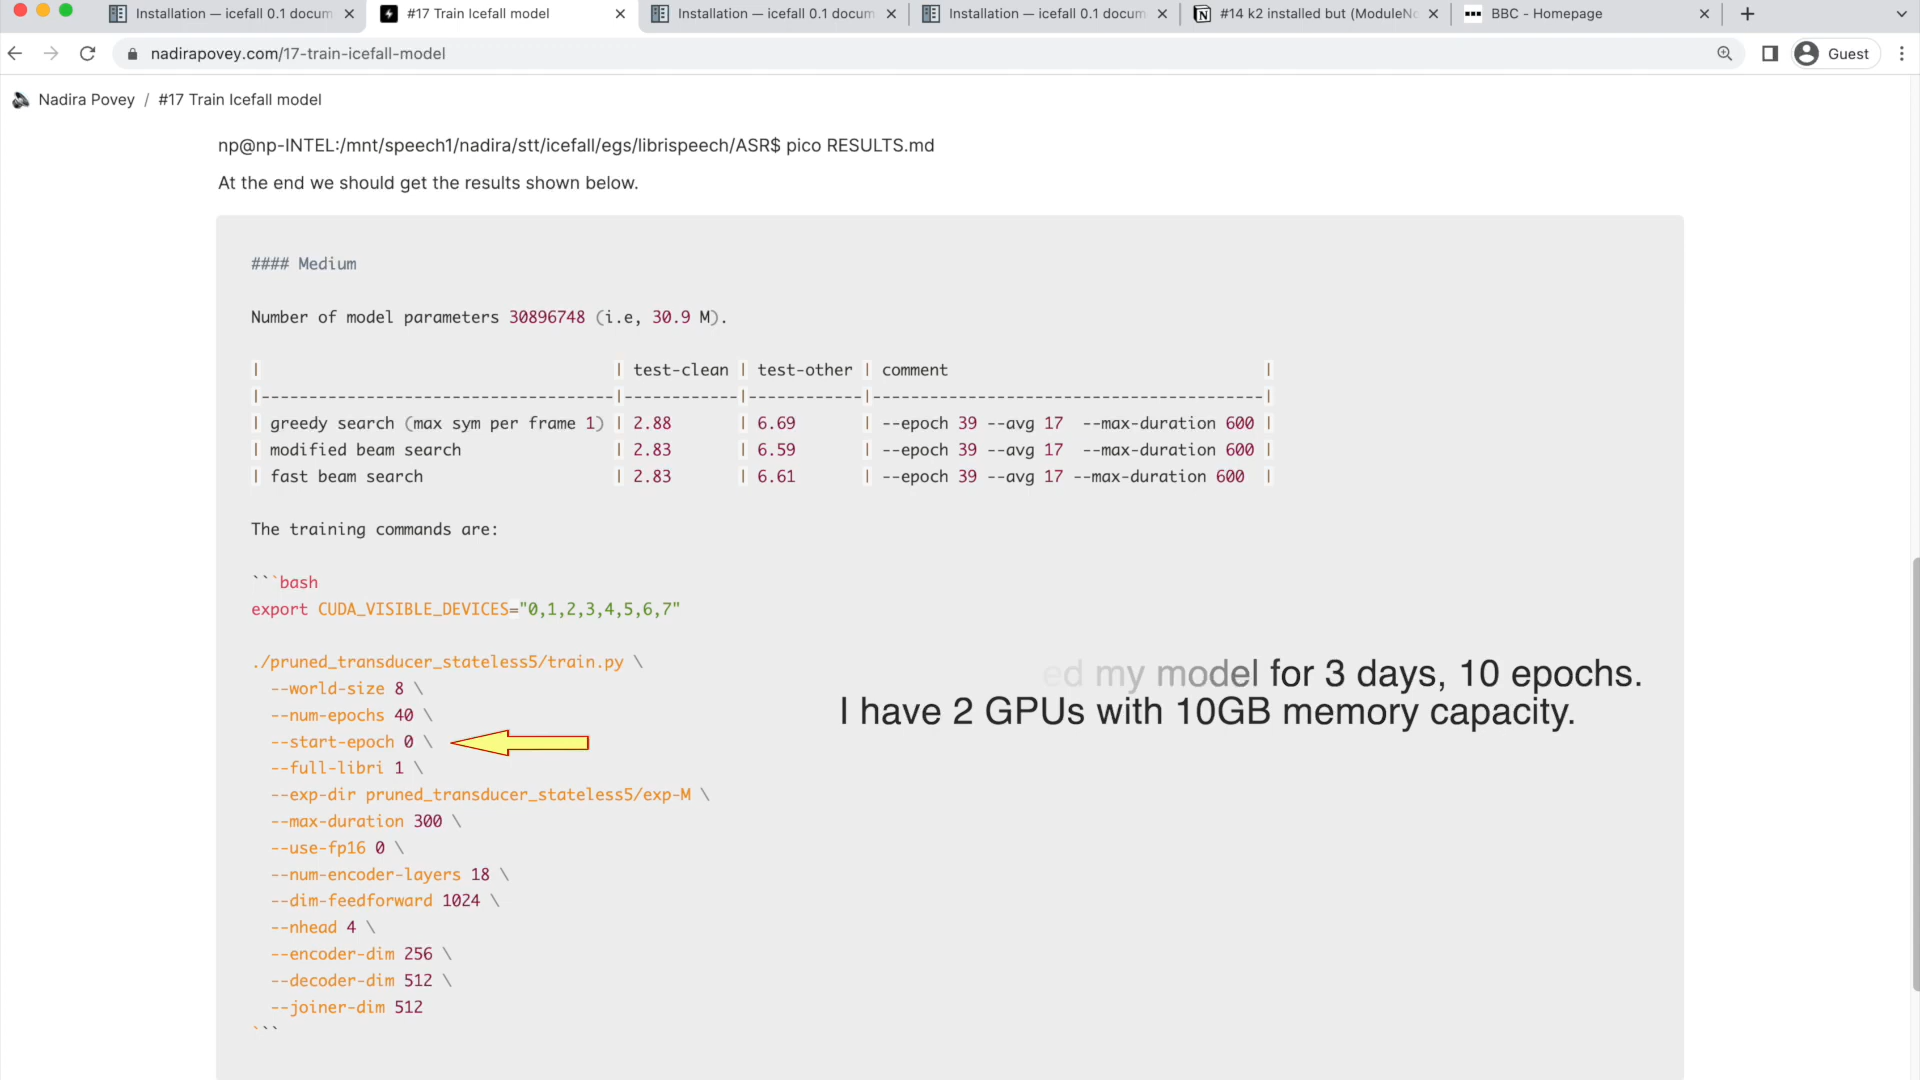 Installation — icefall 0.1 docum
#17 Train Icefall model
Installation — icefall 0.1 docum
Installation — icefall 0.1 docum
#14 k2 installed but (ModuleNo
BBC - Homepage
nadirapovey.com/17-train-icefall-model
Guest
Nadira Povey / #17 Train Icefall model
np@np-INTEL:/mnt/speech1/nadira/stt/icefall/egs/librispeech/ASR$ pico RESULTS.md
At the end we should get the results shown below.
#### Medium
Number of model parameters 30896748 (i.e, 30.9 M).
| | test-clean | test-other | comment |
|-------------------------------------|------------|------------|-----------------------------------------|
| greedy search (max sym per frame 1) | 2.88 | 6.69 | --epoch 39 --avg 17 --max-duration 600 |
| modified beam search | 2.83 | 6.59 | --epoch 39 --avg 17 --max-duration 600 |
| fast beam search | 2.83 | 6.61 | --epoch 39 --avg 17 --max-duration 600 |
The training commands are:
```bash
export CUDA_VISIBLE_DEVICES="0,1,2,3,4,5,6,7"
./pruned_transducer_stateless5/train.py \
--world-size 8 \
--num-epochs 40 \
--start-epoch 0 \
--full-libri 1 \
--exp-dir pruned_transducer_stateless5/exp-M \
--max-duration 300 \
--use-fp16 0 \
--num-encoder-layers 18 \
--dim-feedforward 1024 \
--nhead 4 \
--encoder-dim 256 \
--decoder-dim 512 \
--joiner-dim 512
```
ed my model for 3 days, 10 epochs.
I have 2 GPUs with 10GB memory capacity.